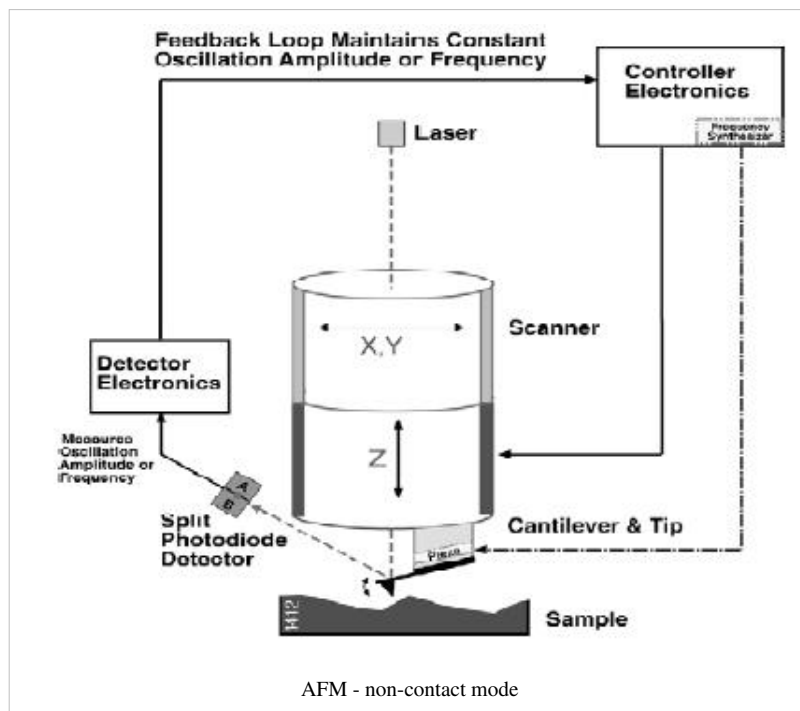 Feedback Loop Maintains Constant
Oscillation Amplitude or Frequency
Controller
Electronics
Frequency
Synthesizer
Laser
X,Y
Scanner
Detector
Electronics
Z
Measured
Oscillation
Amplitude or
Frequency
A
B
Split
Photodiode
Detector
Cantilever & Tip
Piezo
Sample
AFM - non-contact mode